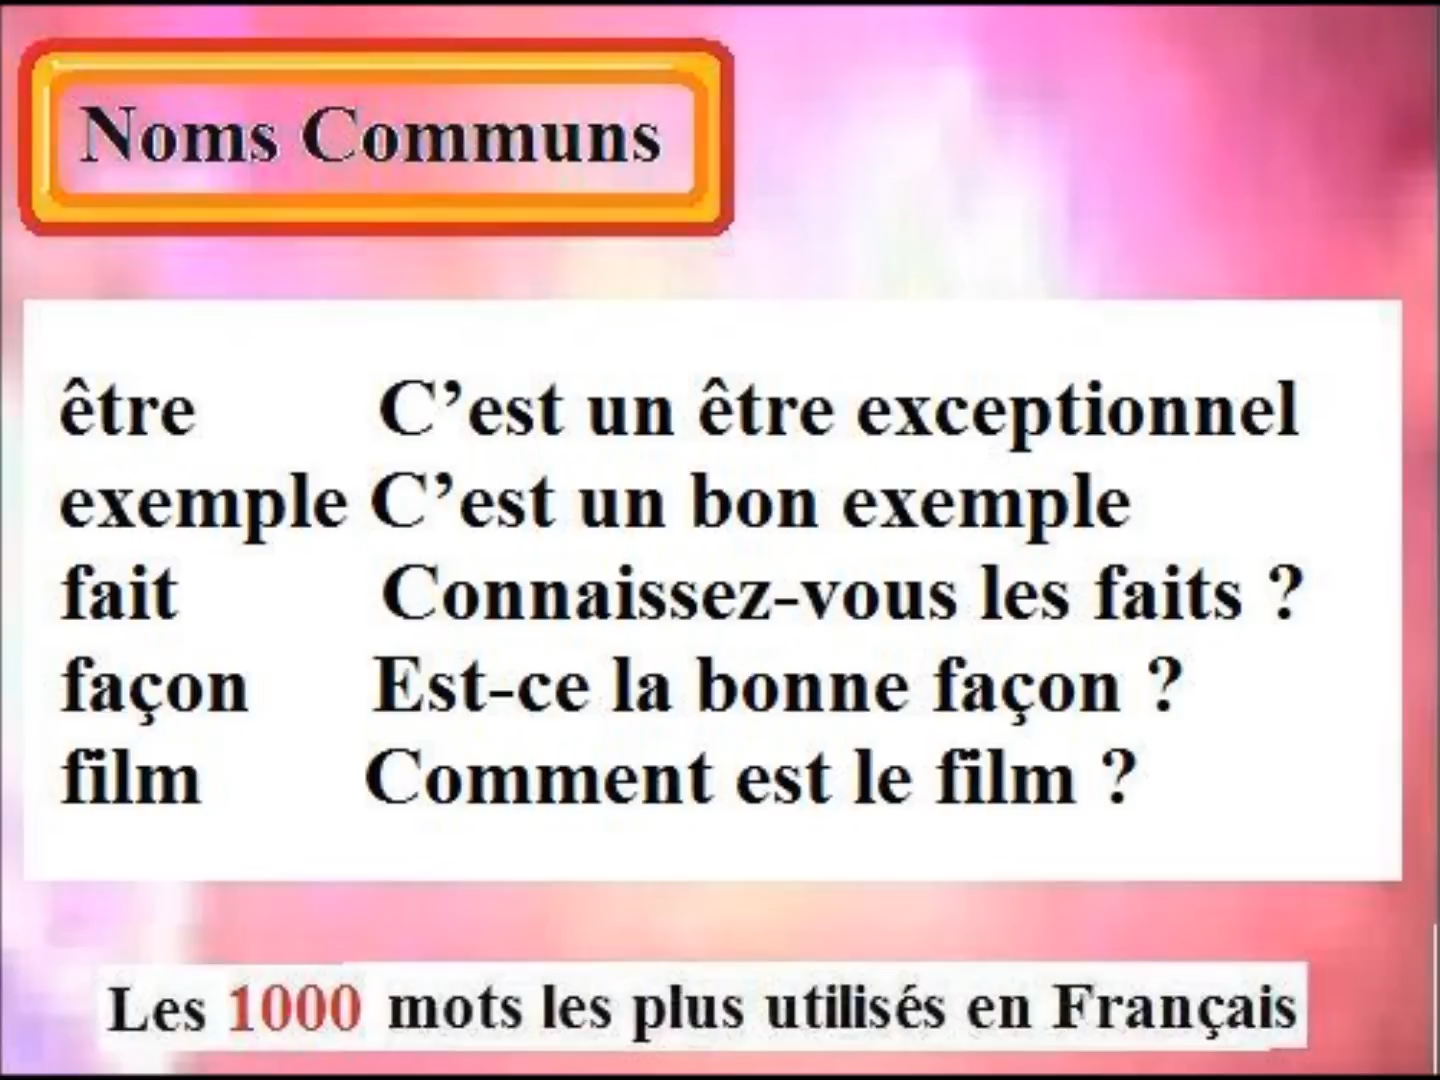 Noms Communs
être C’est un être exceptionnel
exemple C’est un bon exemple
fait Connaissez-vous les faits ?
façon Est-ce la bonne façon ?
film Comment est le film ?
Les 1000 mots les plus utilisés en Français